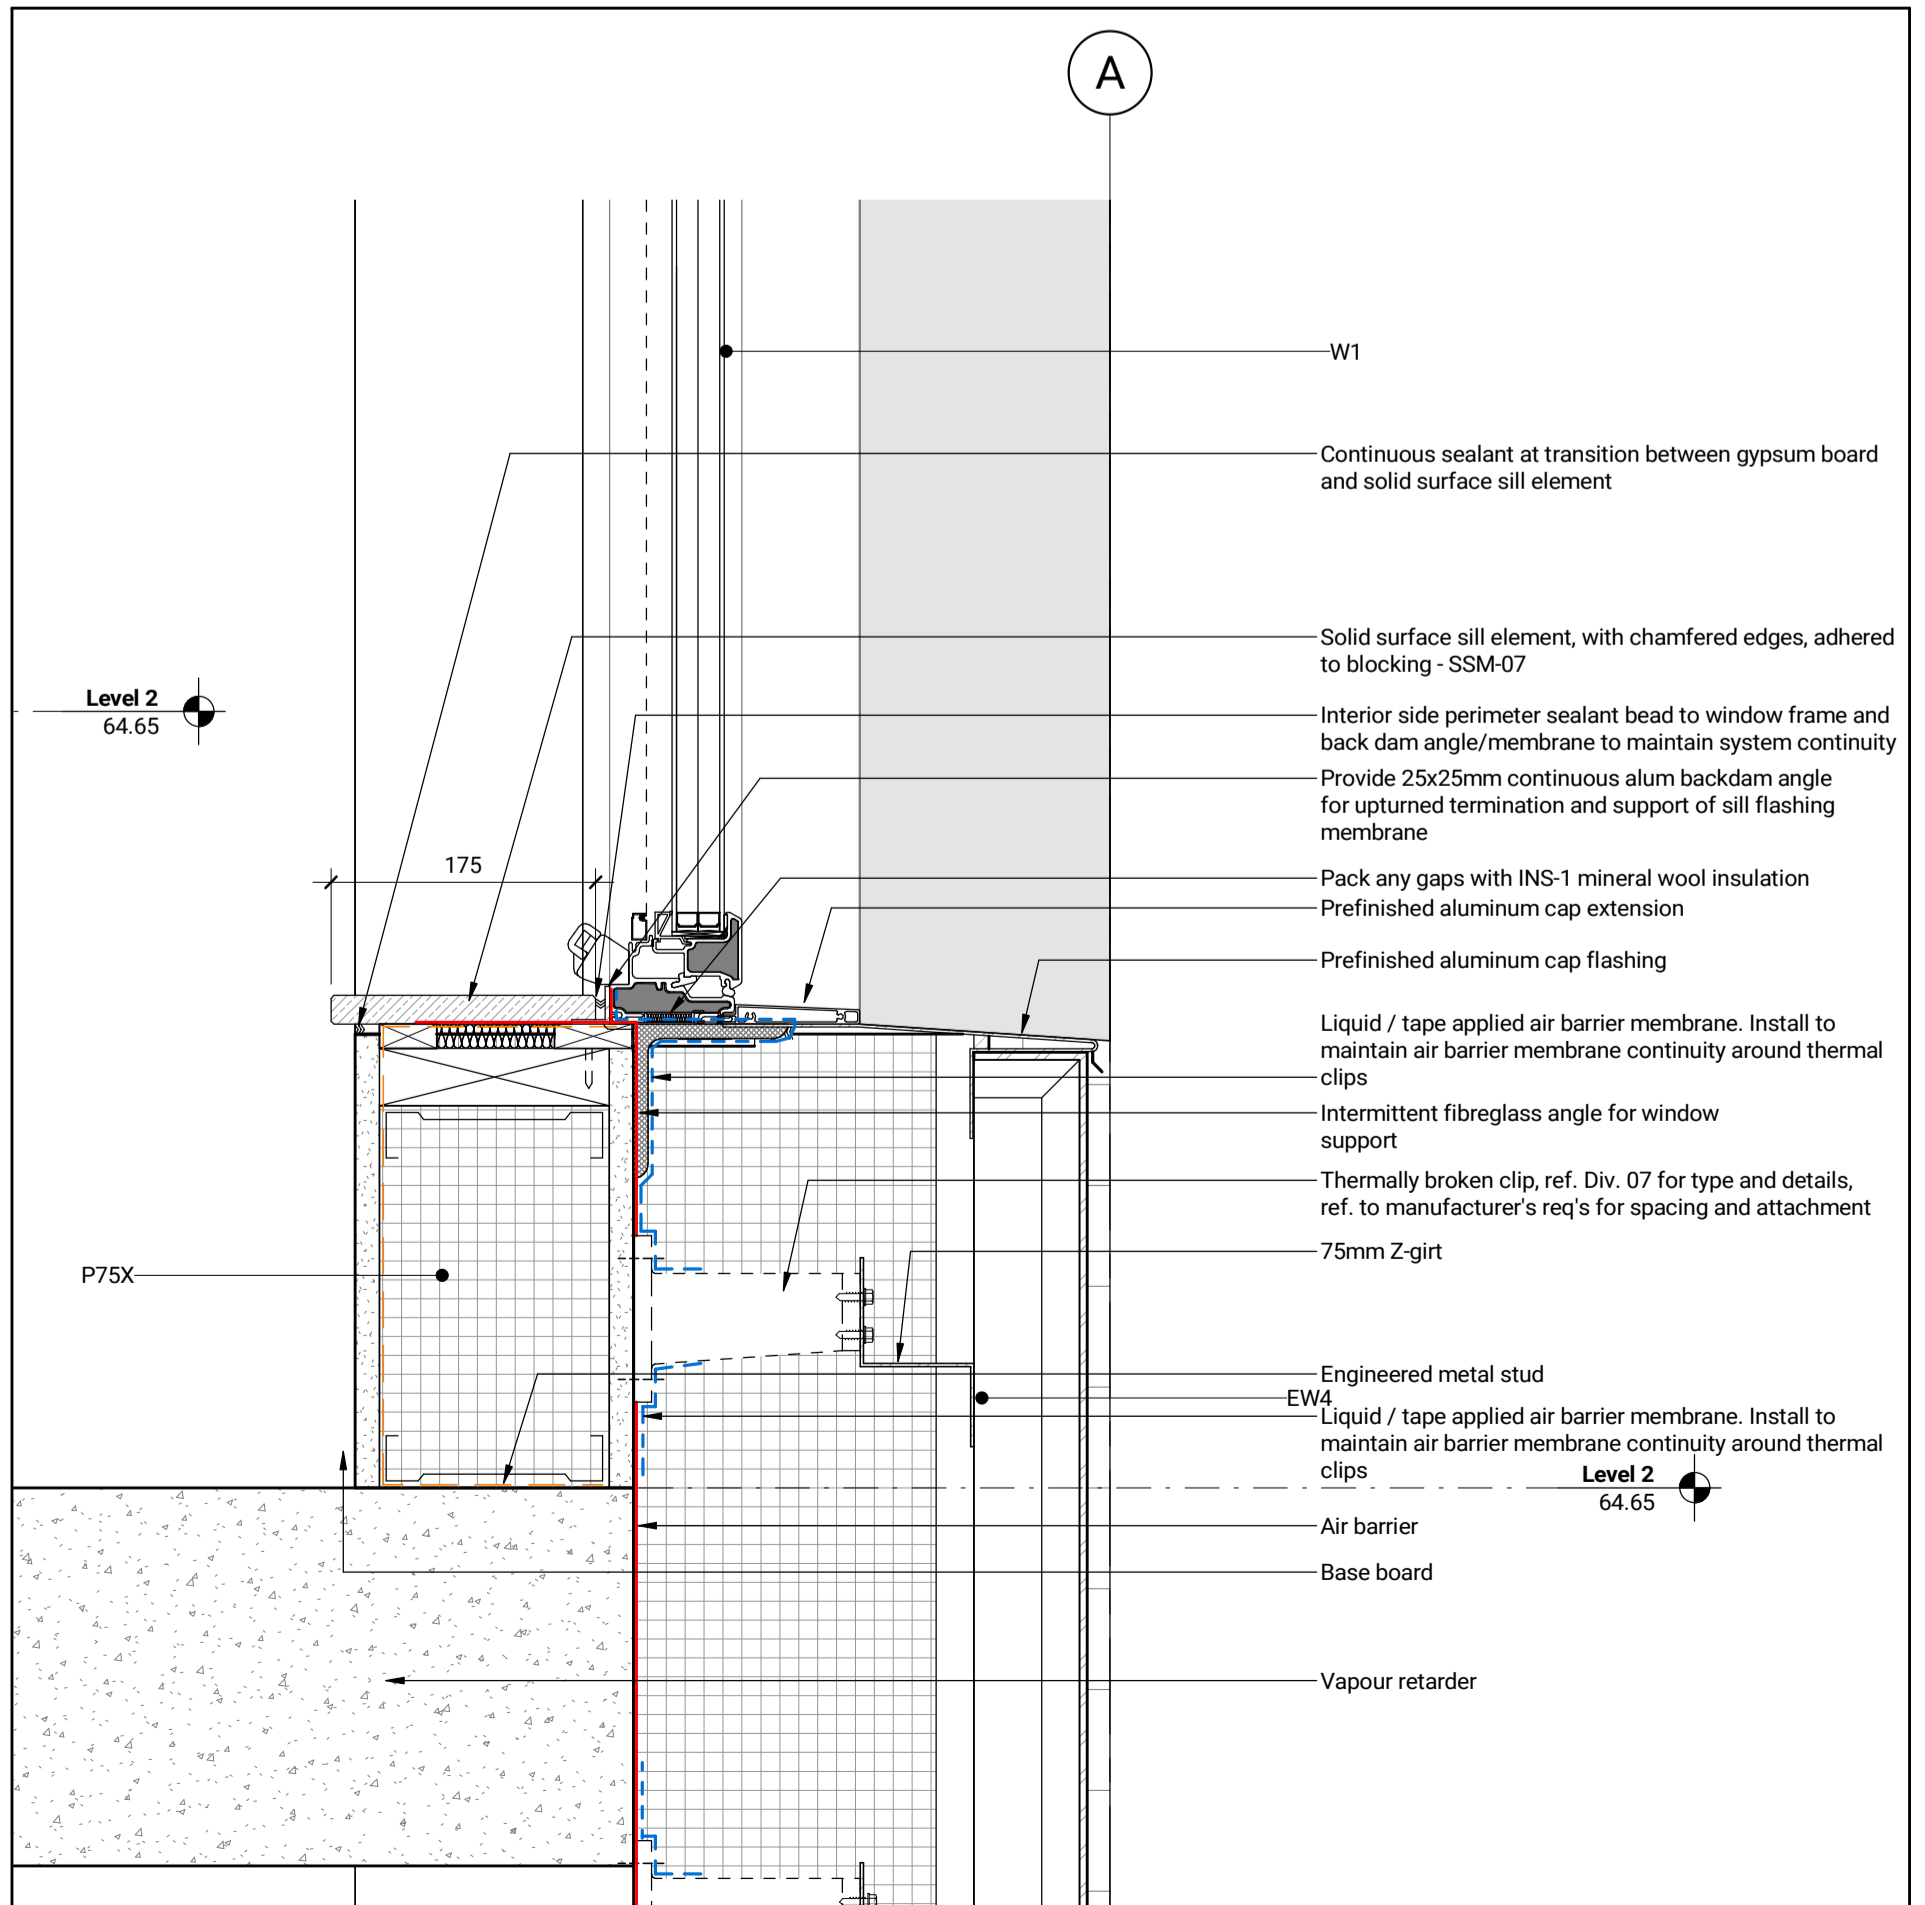 A
W1
Continuous sealant at transition between gypsum board
and solid surface sill element
Solid surface sill element, with chamfered edges, adhered
to blocking - SSM-07
Level 2
64.65
Interior side perimeter sealant bead to window frame and
back dam angle/membrane to maintain system continuity
Provide 25x25mm continuous alum backdam angle
for upturned termination and support of sill flashing
membrane
175
Pack any gaps with INS-1 mineral wool insulation
Prefinished aluminum cap extension
Prefinished aluminum cap flashing
Liquid / tape applied air barrier membrane. Install to
maintain air barrier membrane continuity around thermal
clips
Intermittent fibreglass angle for window
support
Thermally broken clip, ref. Div. 07 for type and details,
ref. to manufacturer's req's for spacing and attachment
75mm Z-girt
P75X
Engineered metal stud
EW4
Liquid / tape applied air barrier membrane. Install to
maintain air barrier membrane continuity around thermal
clips
Level 2
64.65
Air barrier
Base board
Vapour retarder